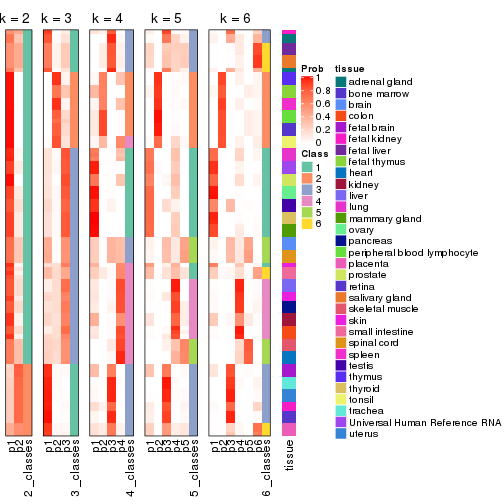 k = 2 k = 3 k = 4 k = 5 k = 6
Prob
1
0.8
0.6
0.4
0.2
0
Class
1
2
3
4
5
6
tissue
adrenal gland
bone marrow
brain
colon
fetal brain
fetal kidney
fetal liver
fetal thymus
heart
kidney
liver
lung
mammary gland
ovary
pancreas
peripheral blood lymphocyte
placenta
prostate
retina
salivary gland
skeletal muscle
skin
small intestine
spinal cord
spleen
testis
thymus
thyroid
tonsil
trachea
Universal Human Reference RNA
uterus
p1
p2
2_classes
p1
p2
p3
3_classes
p1
p2
p3
p4
4_classes
p1
p2
p3
p4
p5
5_classes
p1
p2
p3
p4
p5
p6
6_classes
tissue